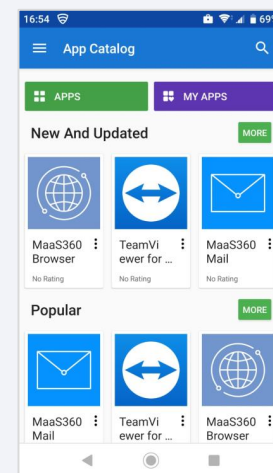 16:54 69%
App Catalog
APPS MY APPS
New And Updated MORE
MaaS360 Browser
No Rating
TeamVi ewer for ...
No Rating
MaaS360 Mail
No Rating
Popular MORE
MaaS360 Mail
TeamVi ewer for ...
MaaS360 Browser